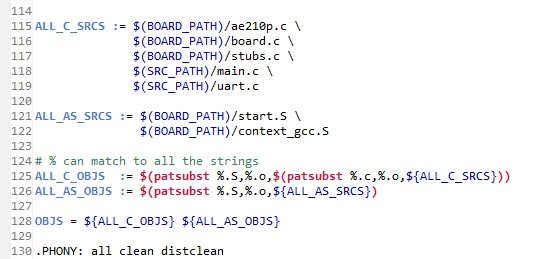 114
115 ALL_C_SRCS := $(BOARD_PATH)/ae210p.c \
116 $(BOARD_PATH)/board.c \
117 $(BOARD_PATH)/stubs.c \
118 $(SRC_PATH)/main.c \
119 $(SRC_PATH)/uart.c
120
121 ALL_AS_SRCS := $(BOARD_PATH)/start.S \
122 $(BOARD_PATH)/context_gcc.S
123
124 # % can match to all the strings
125 ALL_C_OBJS := $(patsubst %.S,%.o,$(patsubst %.c,%.o,${ALL_C_SRCS}))
126 ALL_AS_OBJS := $(patsubst %.S,%.o,${ALL_AS_SRCS})
127
128 OBJS = ${ALL_C_OBJS} ${ALL_AS_OBJS}
129
130 .PHONY: all clean distclean